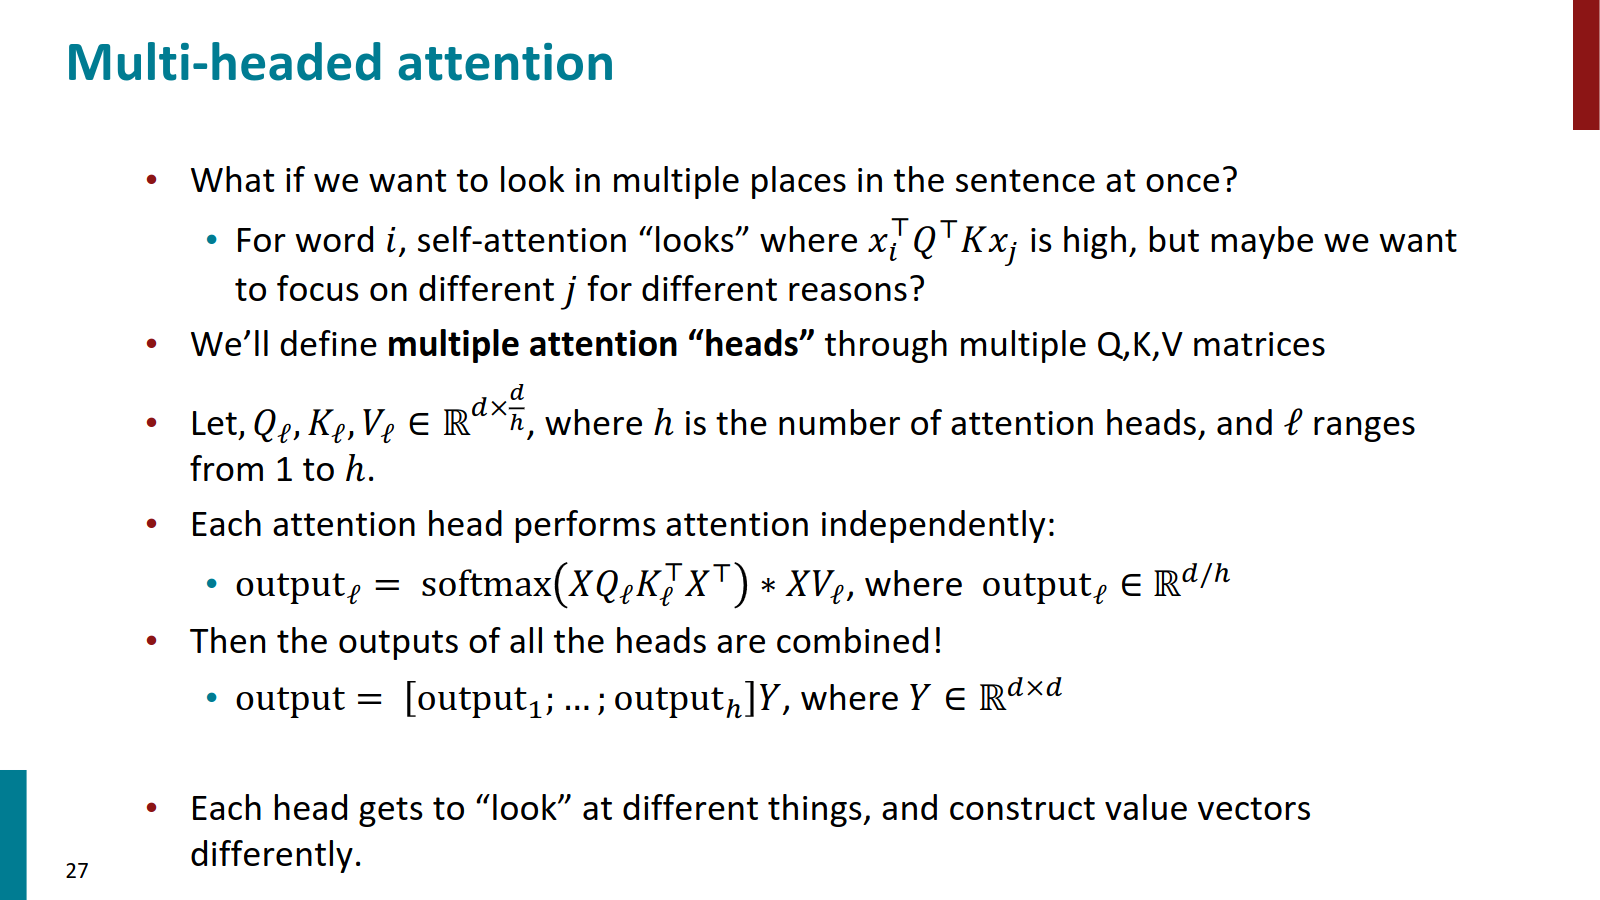 Multi-headed attention
• What if we want to look in multiple places in the sentence at once?
• For word 𝑖, self-attention “looks” where $x_i^\top Q^\top K x_j$ is high, but maybe we want
to focus on different 𝑗 for different reasons?
• We’ll define multiple attention “heads” through multiple Q,K,V matrices
• Let, $Q_\ell, K_\ell, V_\ell \in \mathbb{R}^{d \times \frac{d}{h}}$, where ℎ is the number of attention heads, and ℓ ranges
from 1 to ℎ.
• Each attention head performs attention independently:
• $\text{output}_\ell = \text{softmax}(X Q_\ell K_\ell^\top X^\top) * X V_\ell$, where $\text{output}_\ell \in \mathbb{R}^{d/h}$
• Then the outputs of all the heads are combined!
• $\text{output} = [\text{output}_1; \ldots; \text{output}_h] Y$, where $Y \in \mathbb{R}^{d \times d}$
• Each head gets to “look” at different things, and construct value vectors
differently.
27